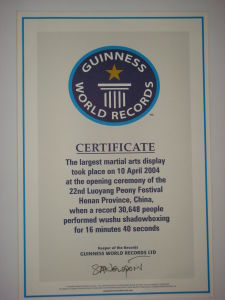 GUINNESS
WORLD RECORDS
™
CERTIFICATE
The largest martial arts display
took place on 10 April 2004
at the opening ceremony of the
22nd Luoyang Peony Festival
Henan Province, China,
when a record 30,648 people
performed wushu shadowboxing
for 16 minutes 40 seconds
Keeper of the Records
GUINNESS WORLD RECORDS LTD